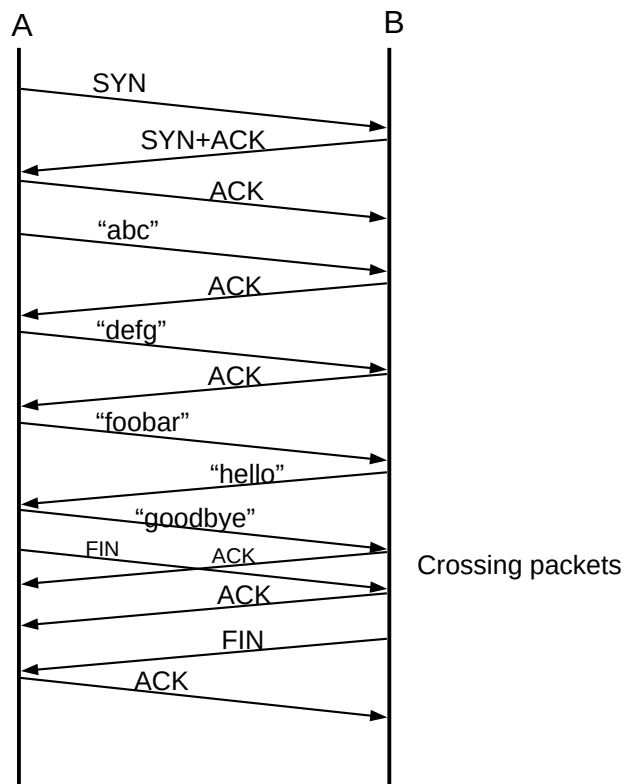 A
B
SYN
SYN+ACK
ACK
“abc”
ACK
“defg”
ACK
“foobar”
“hello”
“goodbye”
FIN
ACK
Crossing packets
ACK
FIN
ACK